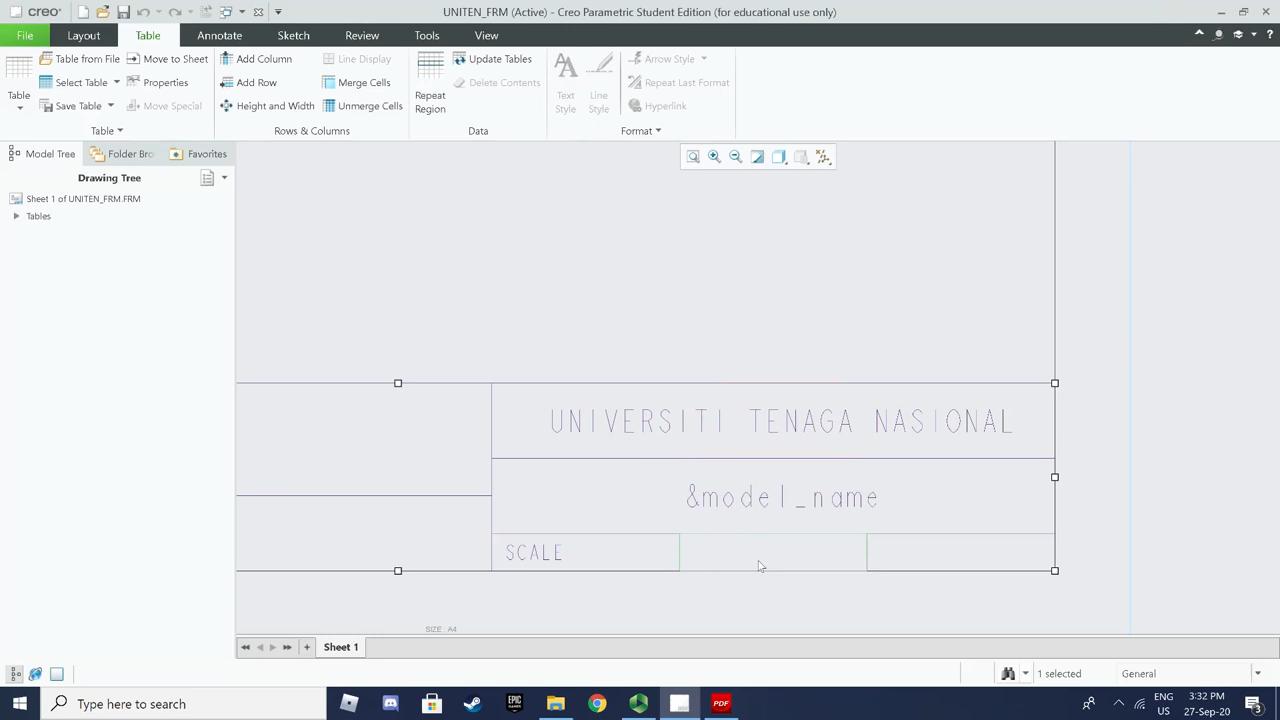 creo
UNITEN_FRM (Active) - Creo Parametric Student Edition (for educational use only)
File Layout Table Annotate Sketch Review Tools View
Table
Table from File
Move to Sheet
Select Table
Properties
Save Table
Move Special
Table
Add Column
Line Display
Add Row
Merge Cells
Height and Width
Unmerge Cells
Rows & Columns
Repeat
Region
Update Tables
Delete Contents
Data
Text
Style
Line
Style
Arrow Style
Repeat Last Format
Hyperlink
Format
Model Tree
Folder Bro
Favorites
Drawing Tree
Sheet 1 of UNITEN_FRM.FRM
Tables
UNIVERSITI TENAGA NASIONAL
&model_name
SCALE
SIZE : A4
Sheet 1
1 selected
General
Type here to search
EPIC
GAMES
PDF
ENG
US
3:32 PM
27-Sep-20
3